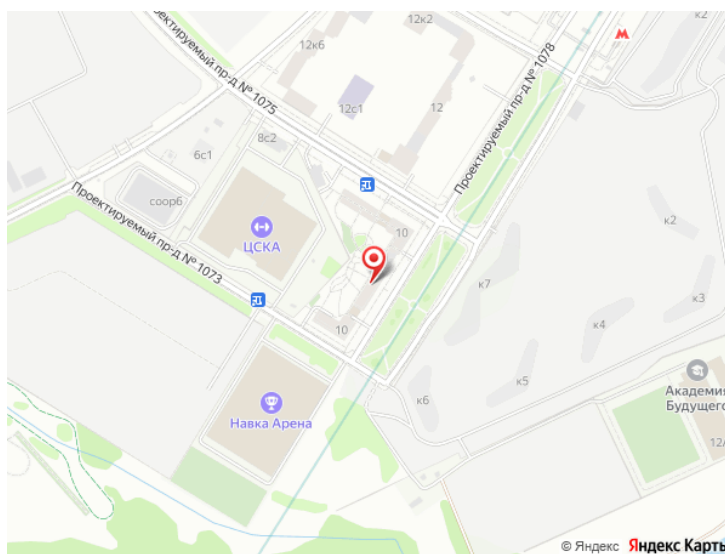 12к2
к2
12к6
Проектируемый пр-д № 1078
Проектируемый пр-д № 1075
12с1
12
8с2
6с1
соор6
Проектируемый пр-д № 1073
ЦСКА
10
к2
к7
к3
к4
10
к5
к6
Академия
Будущего
Навка Арена
12А
© Яндекс Яндекс Карты